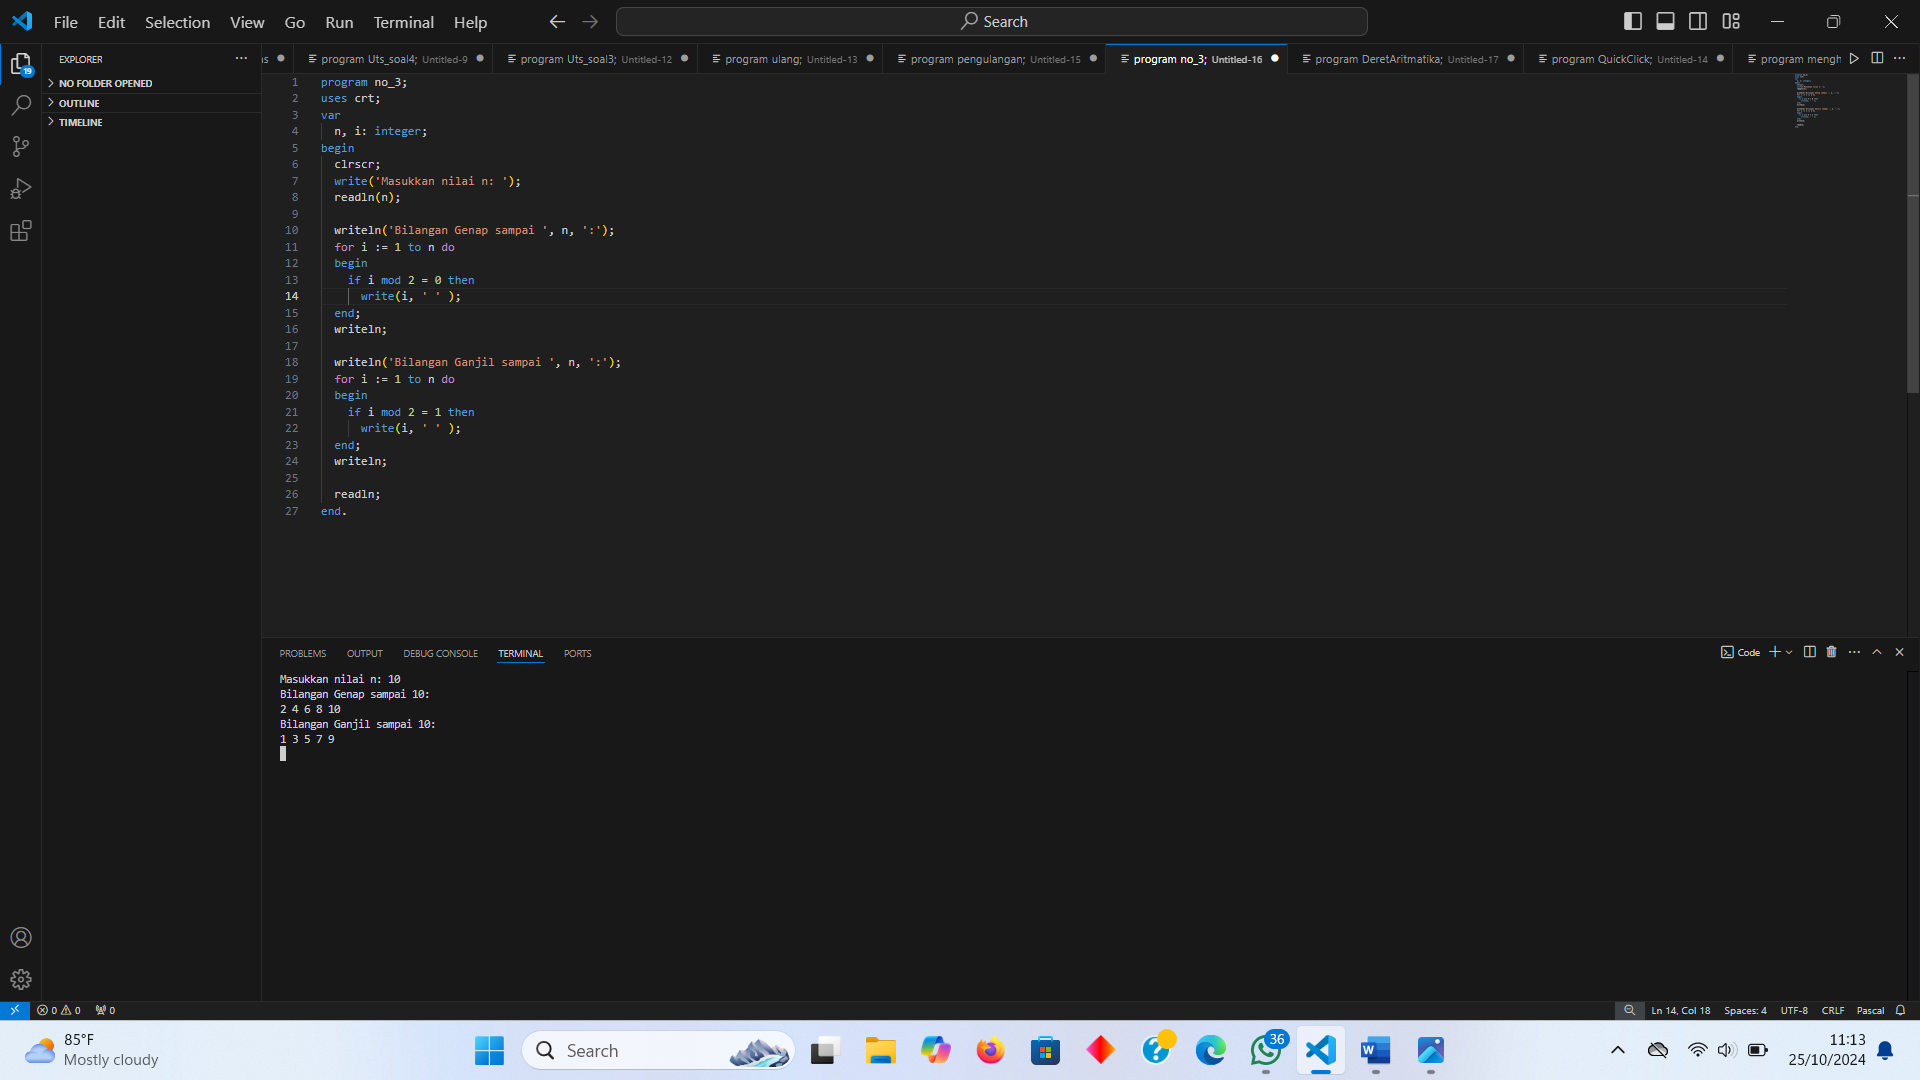 File Edit Selection View Go Run Terminal Help
Search
EXPLORER
NO FOLDER OPENED
OUTLINE
TIMELINE
19
program Uts_soal4; Untitled-9
program Uts_soal3; Untitled-12
program ulang; Untitled-13
program pengulangan; Untitled-15
program no_3; Untitled-16
program DeretAritmatika; Untitled-17
program QuickClick; Untitled-14
program mengh
1 program no_3;
2 uses crt;
3 var
4 n, i: integer;
5 begin
6 clrscr;
7 write('Masukkan nilai n: ');
8 readln(n);
9
10 writeln('Bilangan Genap sampai ', n, ':');
11 for i := 1 to n do
12 begin
13 if i mod 2 = 0 then
14 write(i, ' ' );
15 end;
16 writeln;
17
18 writeln('Bilangan Ganjil sampai ', n, ':');
19 for i := 1 to n do
20 begin
21 if i mod 2 = 1 then
22 write(i, ' ' );
23 end;
24 writeln;
25
26 readln;
27 end.
PROBLEMS OUTPUT DEBUG CONSOLE TERMINAL PORTS
Code
Masukkan nilai n: 10
Bilangan Genap sampai 10:
2 4 6 8 10
Bilangan Ganjil sampai 10:
1 3 5 7 9
0 0 0
Ln 14, Col 18 Spaces: 4 UTF-8 CRLF Pascal
85°F
Mostly cloudy
Search
36
11:13
25/10/2024